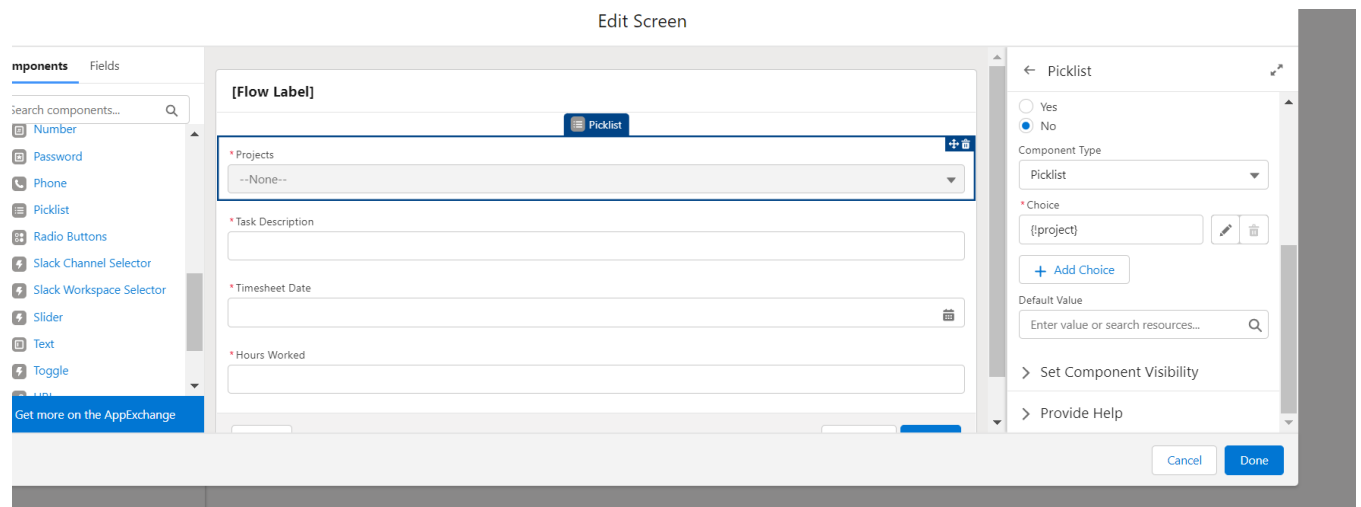 Edit Screen
mponents Fields
Search components...
Number
Password
Phone
Picklist
Radio Buttons
Slack Channel Selector
Slack Workspace Selector
Slider
Text
Toggle
Get more on the AppExchange
[Flow Label]
Picklist
* Projects
--None--
* Task Description
* Timesheet Date
* Hours Worked
Picklist
Yes
No
Component Type
Picklist
* Choice
{!project}
+ Add Choice
Default Value
Enter value or search resources...
Set Component Visibility
Provide Help
Cancel Done